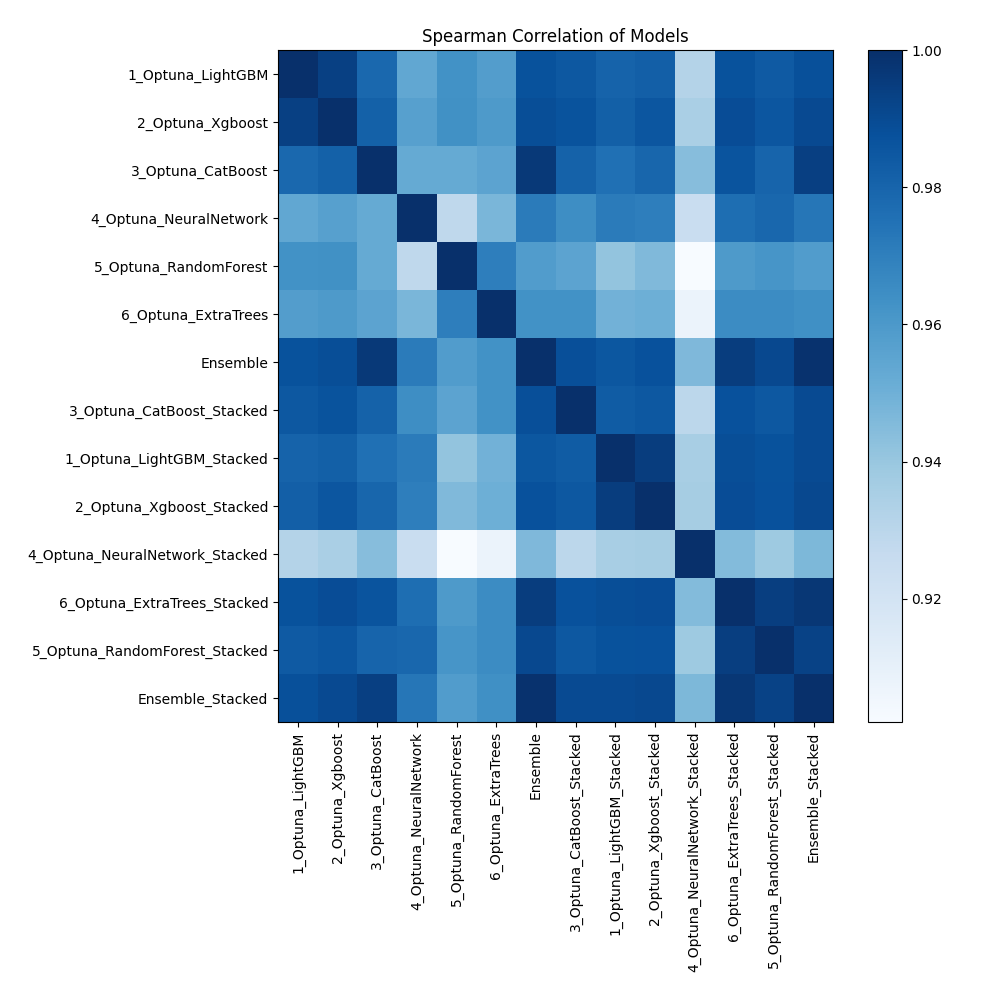 Spearman Correlation of Models
1_Optuna_LightGBM
2_Optuna_Xgboost
3_Optuna_CatBoost
4_Optuna_NeuralNetwork
5_Optuna_RandomForest
6_Optuna_ExtraTrees
Ensemble
3_Optuna_CatBoost_Stacked
1_Optuna_LightGBM_Stacked
2_Optuna_Xgboost_Stacked
4_Optuna_NeuralNetwork_Stacked
6_Optuna_ExtraTrees_Stacked
5_Optuna_RandomForest_Stacked
Ensemble_Stacked
1_Optuna_LightGBM
2_Optuna_Xgboost
3_Optuna_CatBoost
4_Optuna_NeuralNetwork
5_Optuna_RandomForest
6_Optuna_ExtraTrees
Ensemble
3_Optuna_CatBoost_Stacked
1_Optuna_LightGBM_Stacked
2_Optuna_Xgboost_Stacked
4_Optuna_NeuralNetwork_Stacked
6_Optuna_ExtraTrees_Stacked
5_Optuna_RandomForest_Stacked
Ensemble_Stacked
1.00
0.98
0.96
0.94
0.92